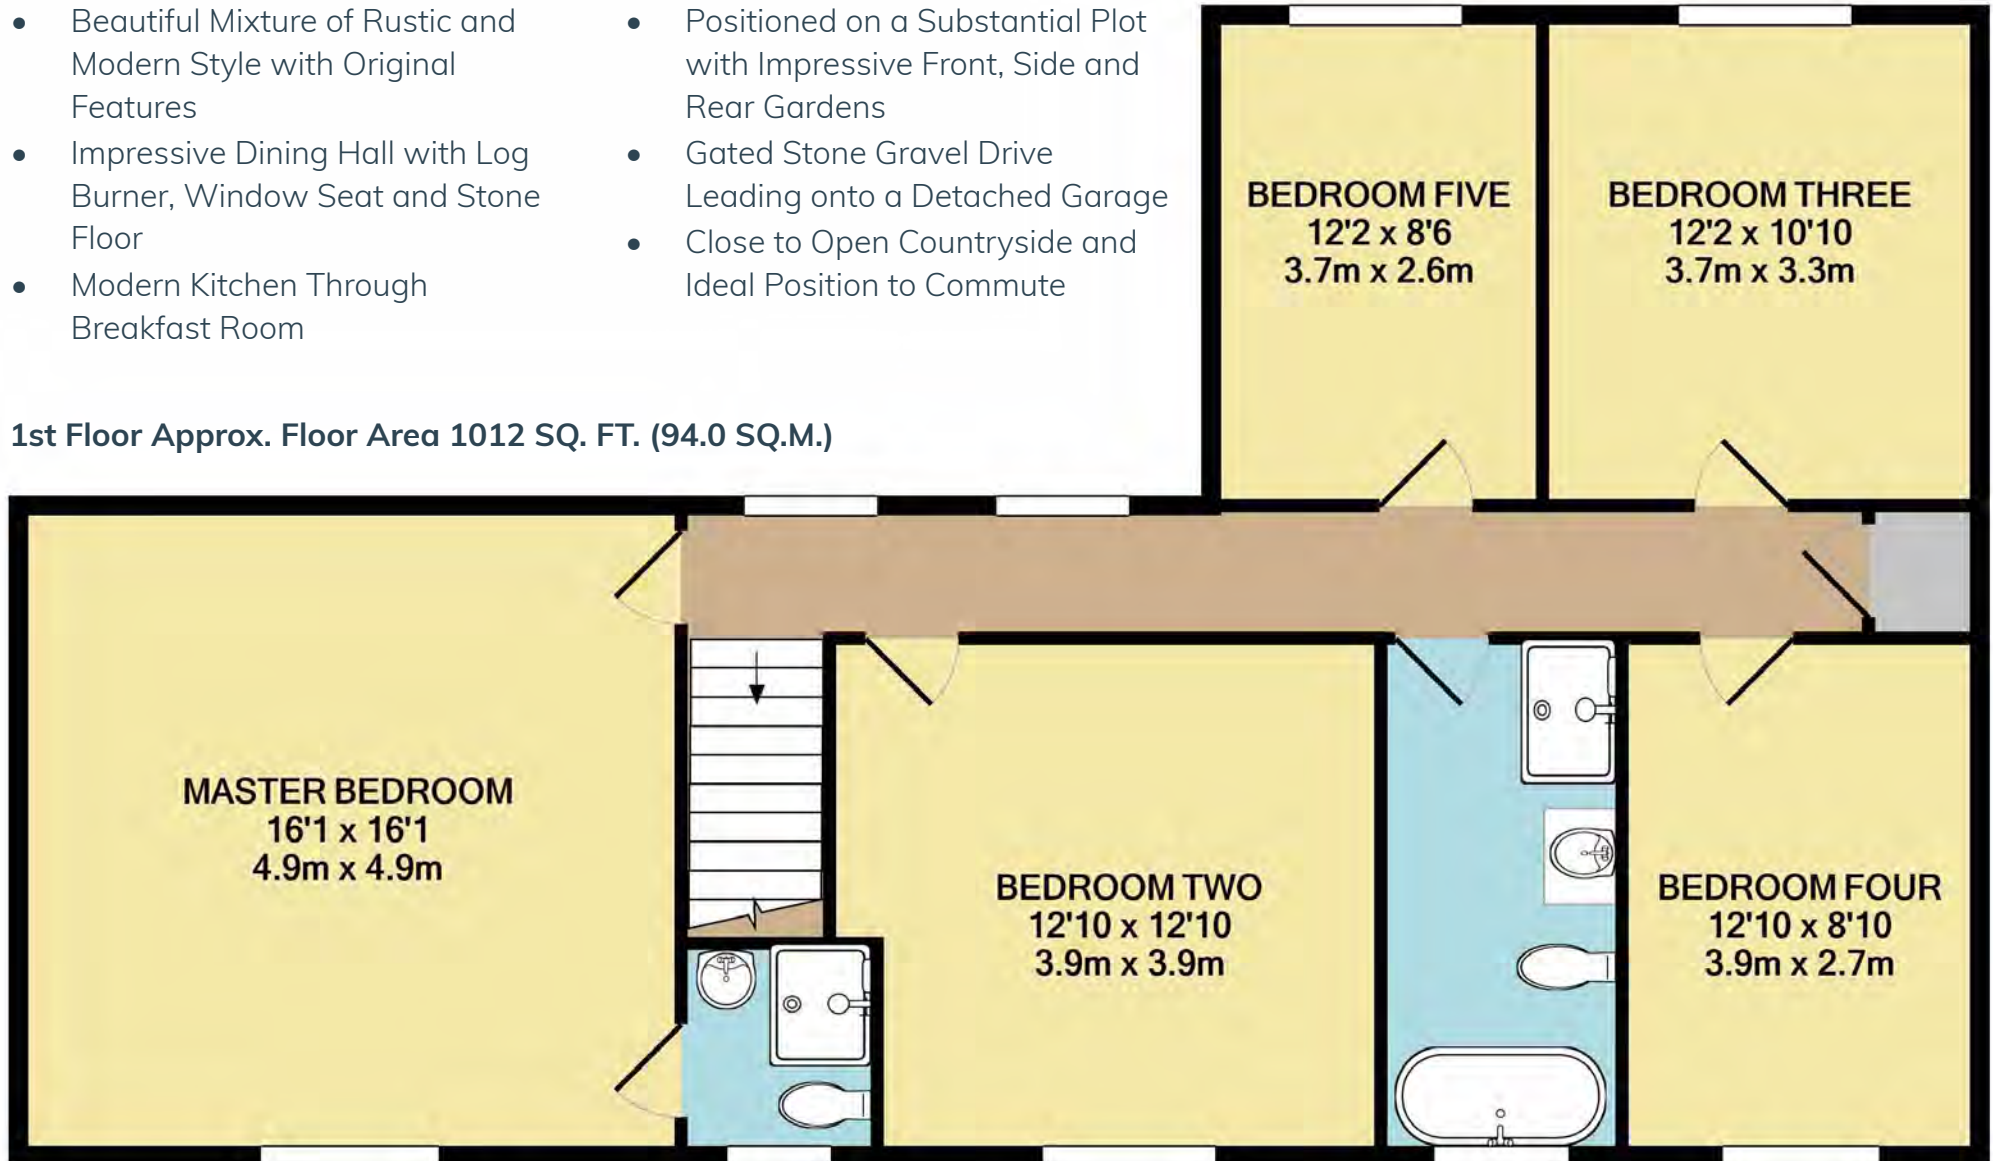 • Beautiful Mixture of Rustic and
Modern Style with Original
Features
• Impressive Dining Hall with Log
Burner, Window Seat and Stone
Floor
• Modern Kitchen Through
Breakfast Room
• Positioned on a Substantial Plot
with Impressive Front, Side and
Rear Gardens
• Gated Stone Gravel Drive
Leading onto a Detached Garage
• Close to Open Countryside and
Ideal Position to Commute
1st Floor Approx. Floor Area 1012 SQ. FT. (94.0 SQ.M.)
BEDROOM FIVE
12'2 x 8'6
3.7m x 2.6m
BEDROOM THREE
12'2 x 10'10
3.7m x 3.3m
MASTER BEDROOM
16'1 x 16'1
4.9m x 4.9m
BEDROOM TWO
12'10 x 12'10
3.9m x 3.9m
BEDROOM FOUR
12'10 x 8'10
3.9m x 2.7m